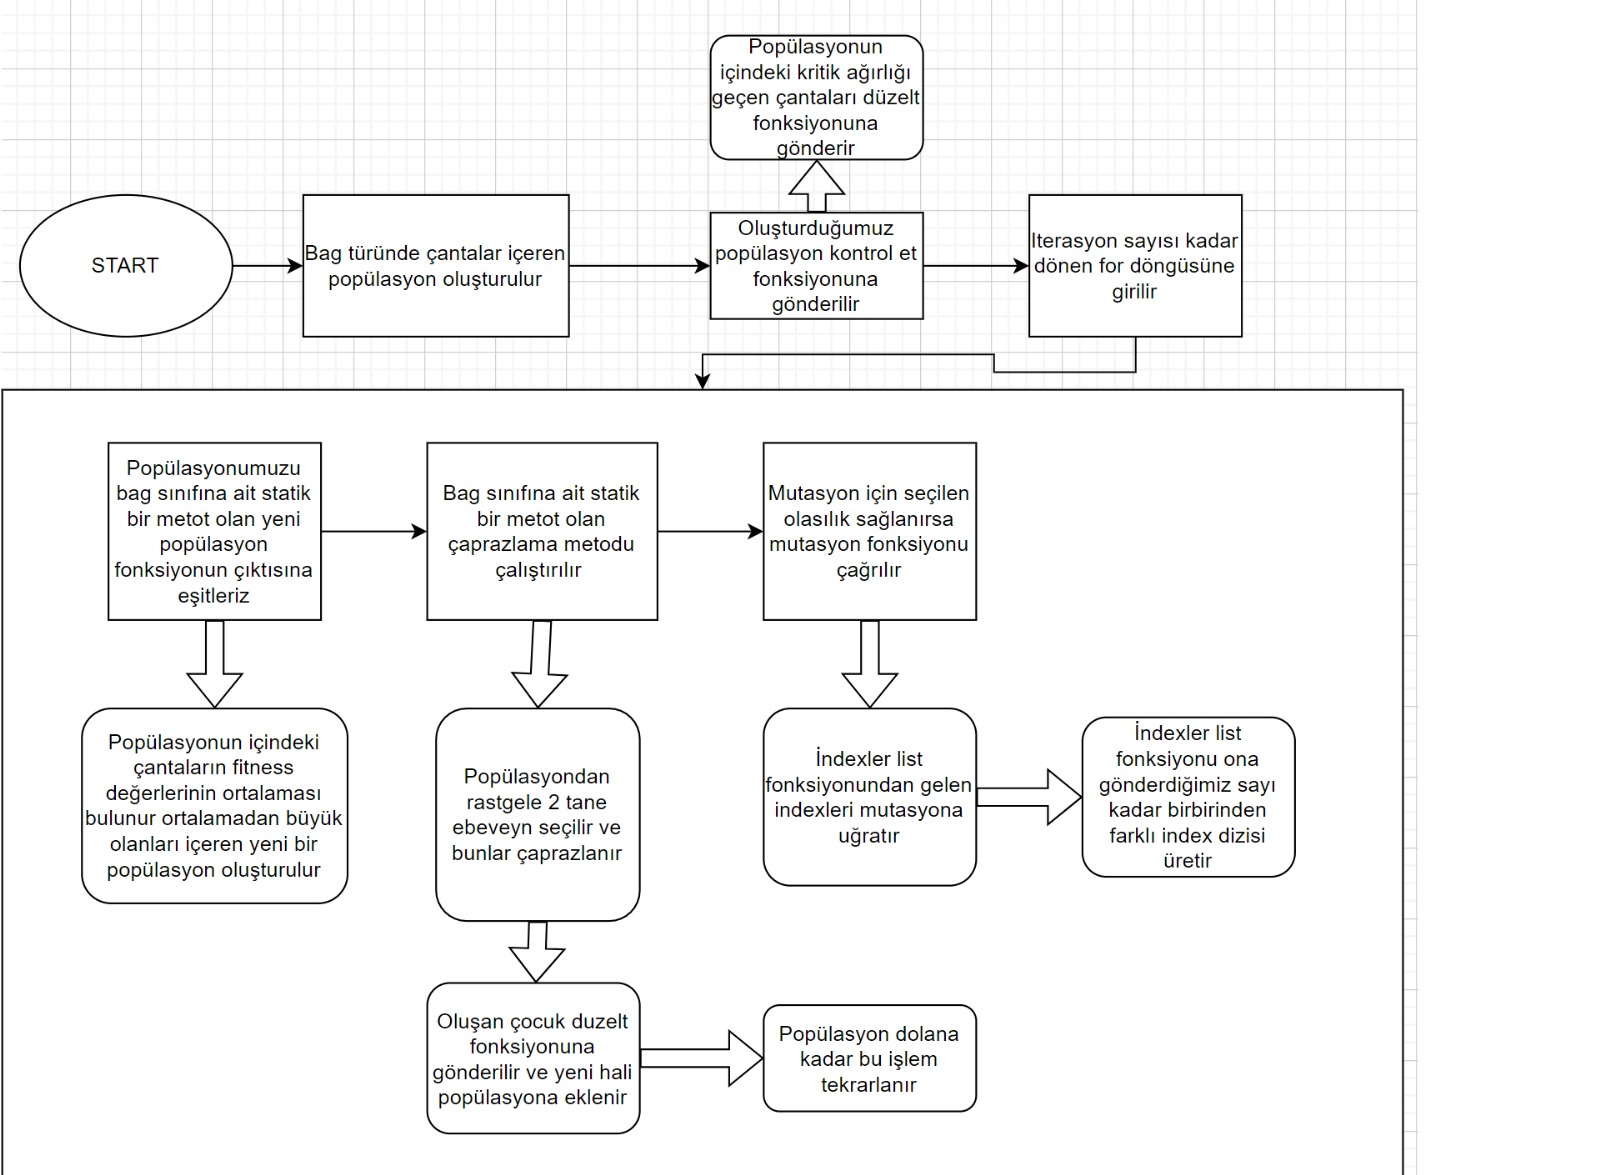 Popülasyonun
içindeki kritik ağırlığı
geçen çantaları düzelt
fonksiyonuna
gönderir
START
Bag türünde çantalar içeren
popülasyon oluşturulur
Oluşturduğumuz
popülasyon kontrol et
fonksiyonuna
gönderilir
Iterasyon sayısı kadar
dönen for döngüsüne
girilir
Popülasyonumuzu
bag sınıfına ait statik
bir metot olan yeni
popülasyon
fonksiyonun çıktısına
eşitleriz
Bag sınıfına ait statik
bir metot olan
çaprazlama metodu
çalıştırılır
Mutasyon için seçilen
olasılık sağlanırsa
mutasyon fonksiyonu
çağrılır
Popülasyonun içindeki
çantaların fitness
değerlerinin ortalaması
bulunur ortalamadan büyük
olanları içeren yeni bir
popülasyon oluşturulur
Popülasyondan
rastgele 2 tane
ebeveyn seçilir ve
bunlar çaprazlanır
İndexler list
fonksiyonundan gelen
indexleri mutasyona
uğratır
İndexler list
fonksiyonu ona
gönderdiğimiz sayı
kadar birbirinden
farklı index dizisi
üretir
Oluşan çocuk duzelt
fonksiyonuna
gönderilir ve yeni hali
popülasyona eklenir
Popülasyon dolana
kadar bu işlem
tekrarlanır